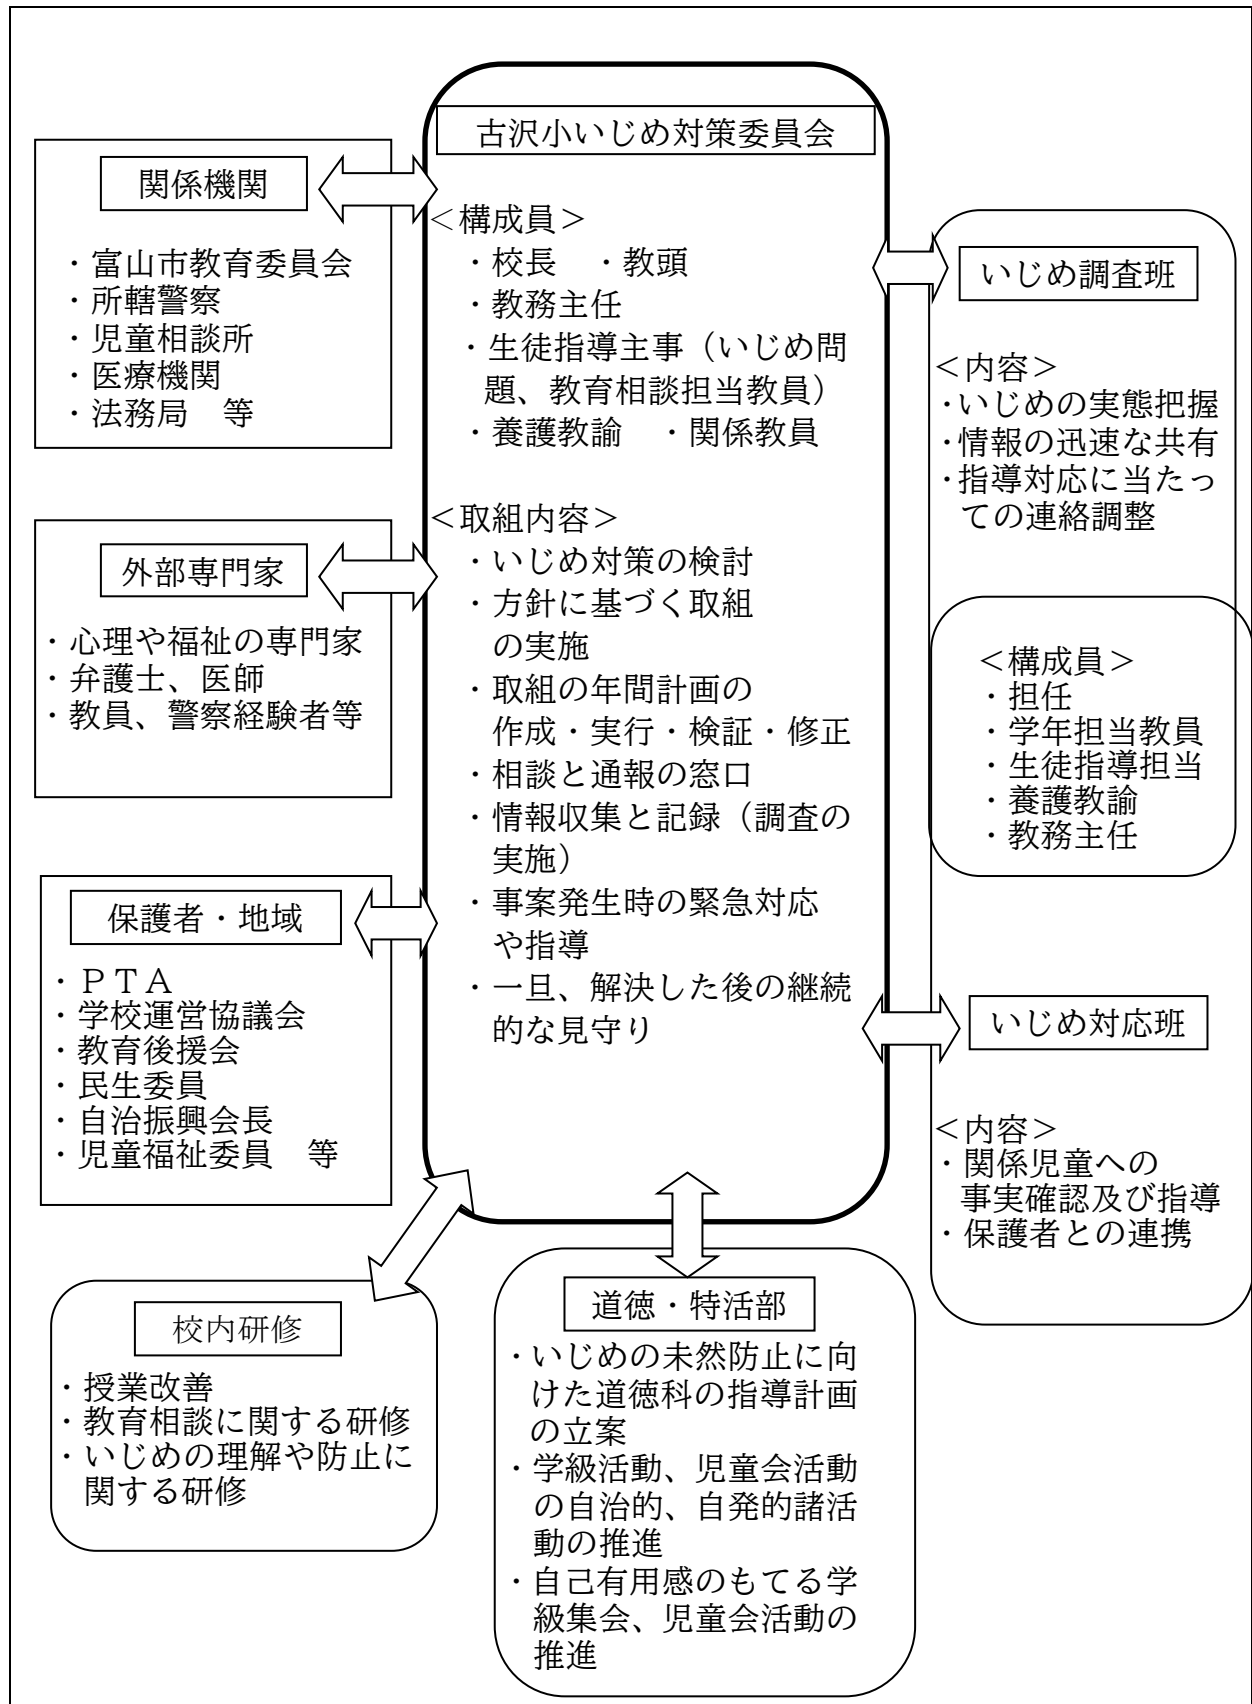 古沢小いじめ対策委員会
<構成員>
・校長　・教頭
・教務主任
・生徒指導主事（いじめ問
題、教育相談担当教員）
・養護教諭　・関係教員
<取組内容>
・いじめ対策の検討
・方針に基づく取組
の実施
・取組の年間計画の
作成・実行・検証・修正
・相談と通報の窓口
・情報収集と記録（調査の
実施）
・事案発生時の緊急対応
や指導
・一旦、解決した後の継続
的な見守り
関係機関
・富山市教育委員会
・所轄警察
・児童相談所
・医療機関
・法務局　等
外部専門家
・心理や福祉の専門家
・弁護士、医師
・教員、警察経験者等
保護者・地域
・ＰＴＡ
・学校運営協議会
・教育後援会
・民生委員
・自治振興会長
・児童福祉委員　等
いじめ調査班
<内容>
・いじめの実態把握
・情報の迅速な共有
・指導対応に当たっ
ての連絡調整
<構成員>
・担任
・学年担当教員
・生徒指導担当
・養護教諭
・教務主任
いじめ対応班
<内容>
・関係児童への
事実確認及び指導
・保護者との連携
校内研修
・授業改善
・教育相談に関する研修
・いじめの理解や防止に
関する研修
道徳・特活部
・いじめの未然防止に向
けた道徳科の指導計画
の立案
・学級活動、児童会活動
の自治的、自発的諸活
動の推進
・自己有用感のもてる学
級集会、児童会活動の
推進